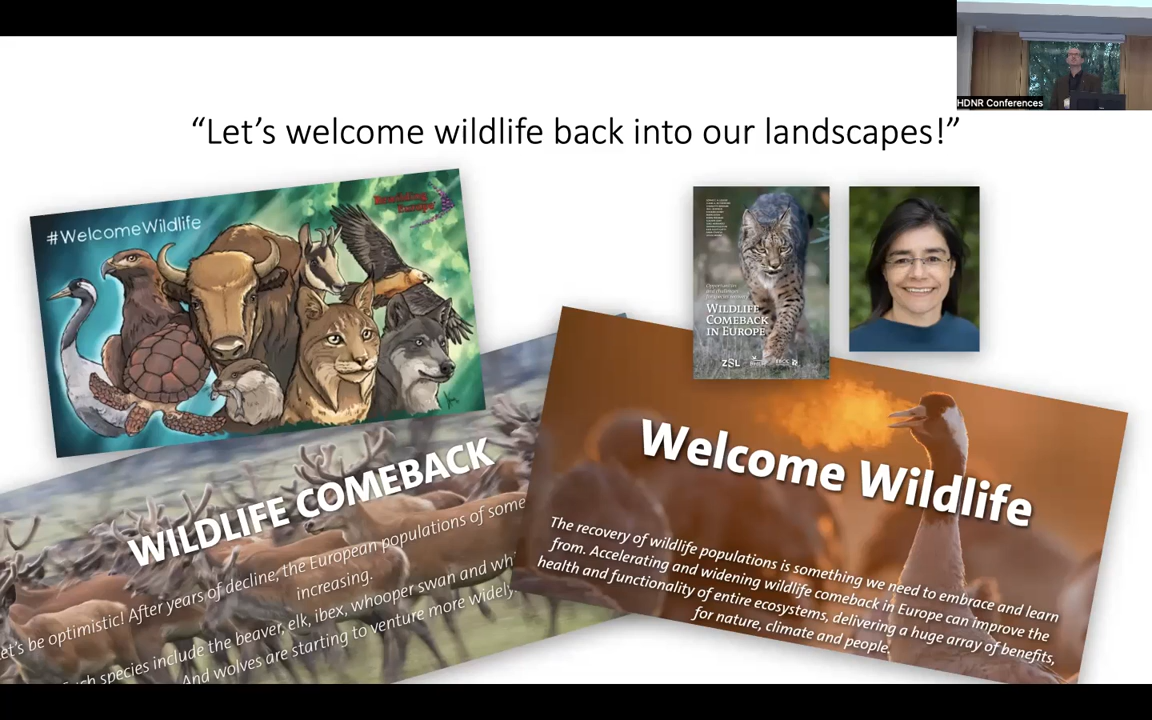 HDNR Conferences
“Let’s welcome wildlife back into our landscapes!”
#WelcomeWildlife
Rewilding
Europe
WILDLIFE
COMEBACK
IN EUROPE
ZSL
WILDLIFE COMEBACK
Let’s be optimistic! After years of decline, the European populations of some
increasing.
Such species include the beaver, elk, ibex, whooper swan and
And wolves are starting to venture more widely
Welcome Wildlife
The recovery of wildlife populations is something we need to embrace and learn
from. Accelerating and widening wildlife comeback in Europe can improve the
health and functionality of entire ecosystems, delivering a huge array of benefits,
for nature, climate and people.